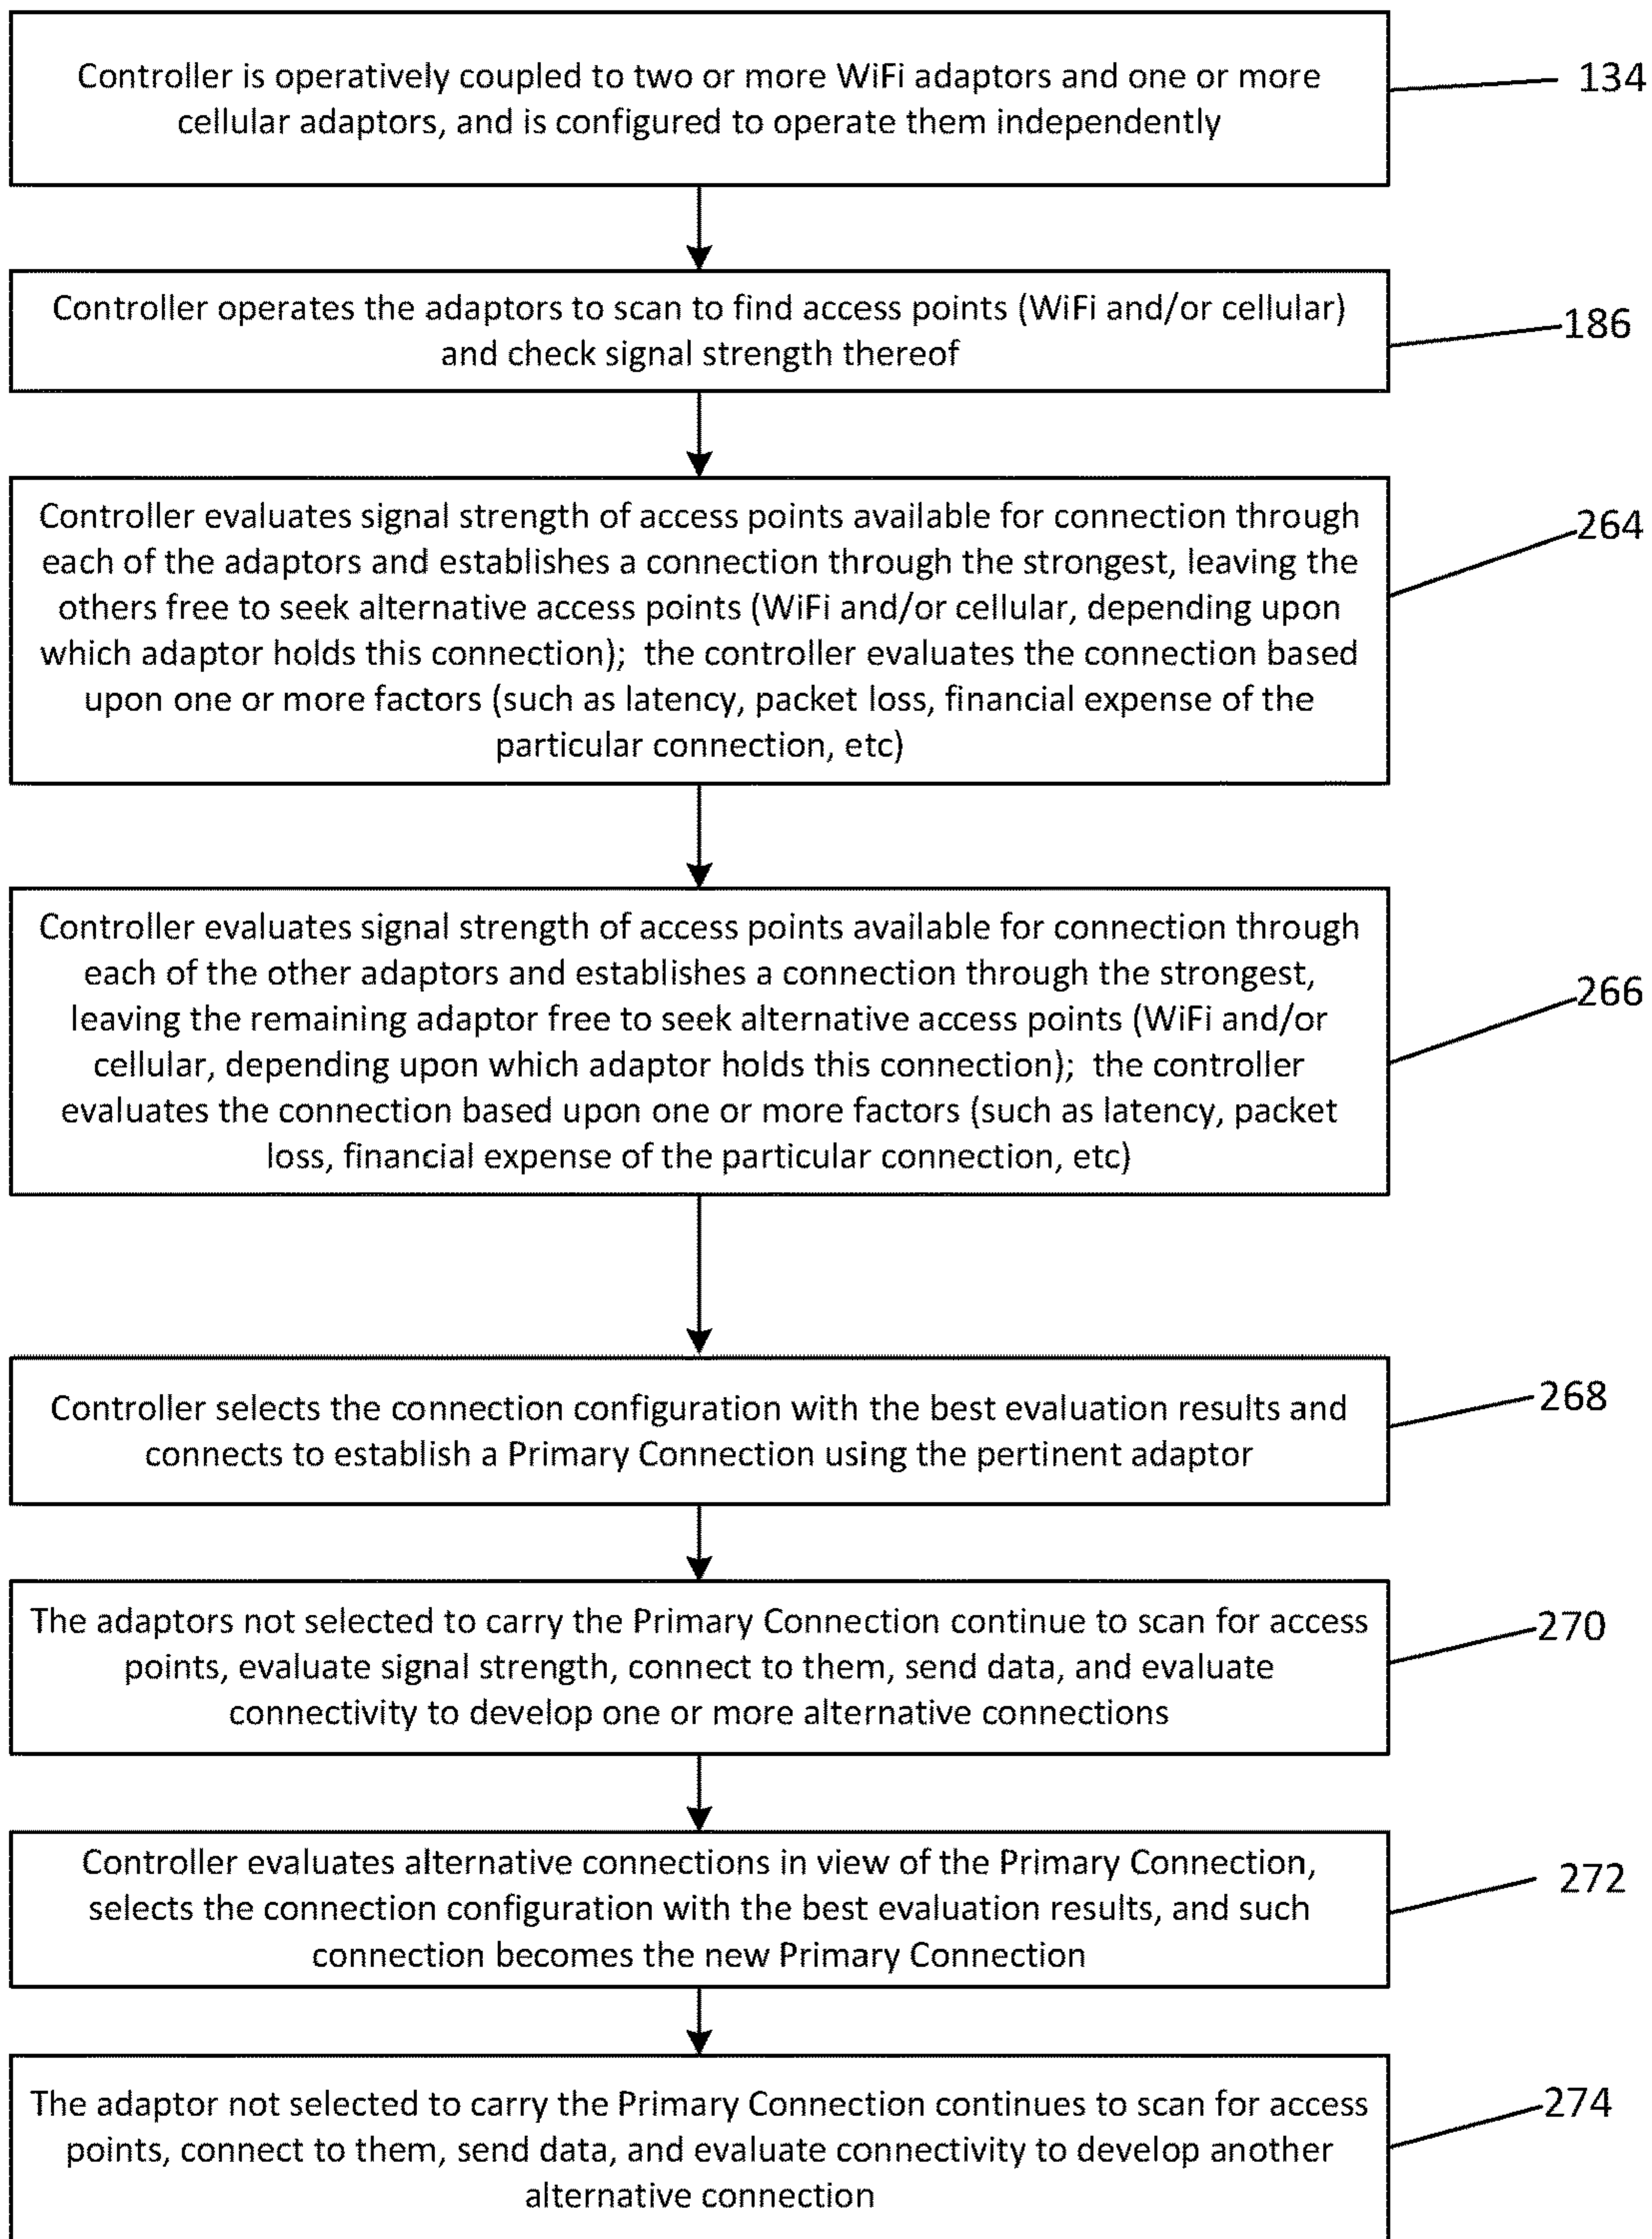 Controller is operatively coupled to two or more WiFi adaptors and one or more
cellular adaptors, and is configured to operate them independently
134
Controller operates the adaptors to scan to find access points (WiFi and/or cellular)
and check signal strength thereof
186
Controller evaluates signal strength of access points available for connection through
each of the adaptors and establishes a connection through the strongest, leaving the
others free to seek alternative access points (WiFi and/or cellular, depending upon
which adaptor holds this connection);  the controller evaluates the connection based
upon one or more factors (such as latency, packet loss, financial expense of the
particular connection, etc)
264
Controller evaluates signal strength of access points available for connection through
each of the other adaptors and establishes a connection through the strongest,
leaving the remaining adaptor free to seek alternative access points (WiFi and/or
cellular, depending upon which adaptor holds this connection);  the controller
evaluates the connection based upon one or more factors (such as latency, packet
loss, financial expense of the particular connection, etc)
266
Controller selects the connection configuration with the best evaluation results and
connects to establish a Primary Connection using the pertinent adaptor
268
The adaptors not selected to carry the Primary Connection continue to scan for access
points, evaluate signal strength, connect to them, send data, and evaluate
connectivity to develop one or more alternative connections
270
Controller evaluates alternative connections in view of the Primary Connection,
selects the connection configuration with the best evaluation results, and such
connection becomes the new Primary Connection
272
The adaptor not selected to carry the Primary Connection continues to scan for access
points, connect to them, send data, and evaluate connectivity to develop another
alternative connection
274